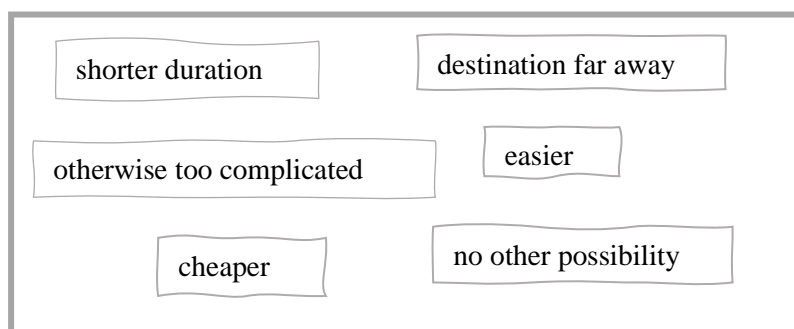 shorter duration
destination far away
otherwise too complicated
easier
cheaper
no other possibility